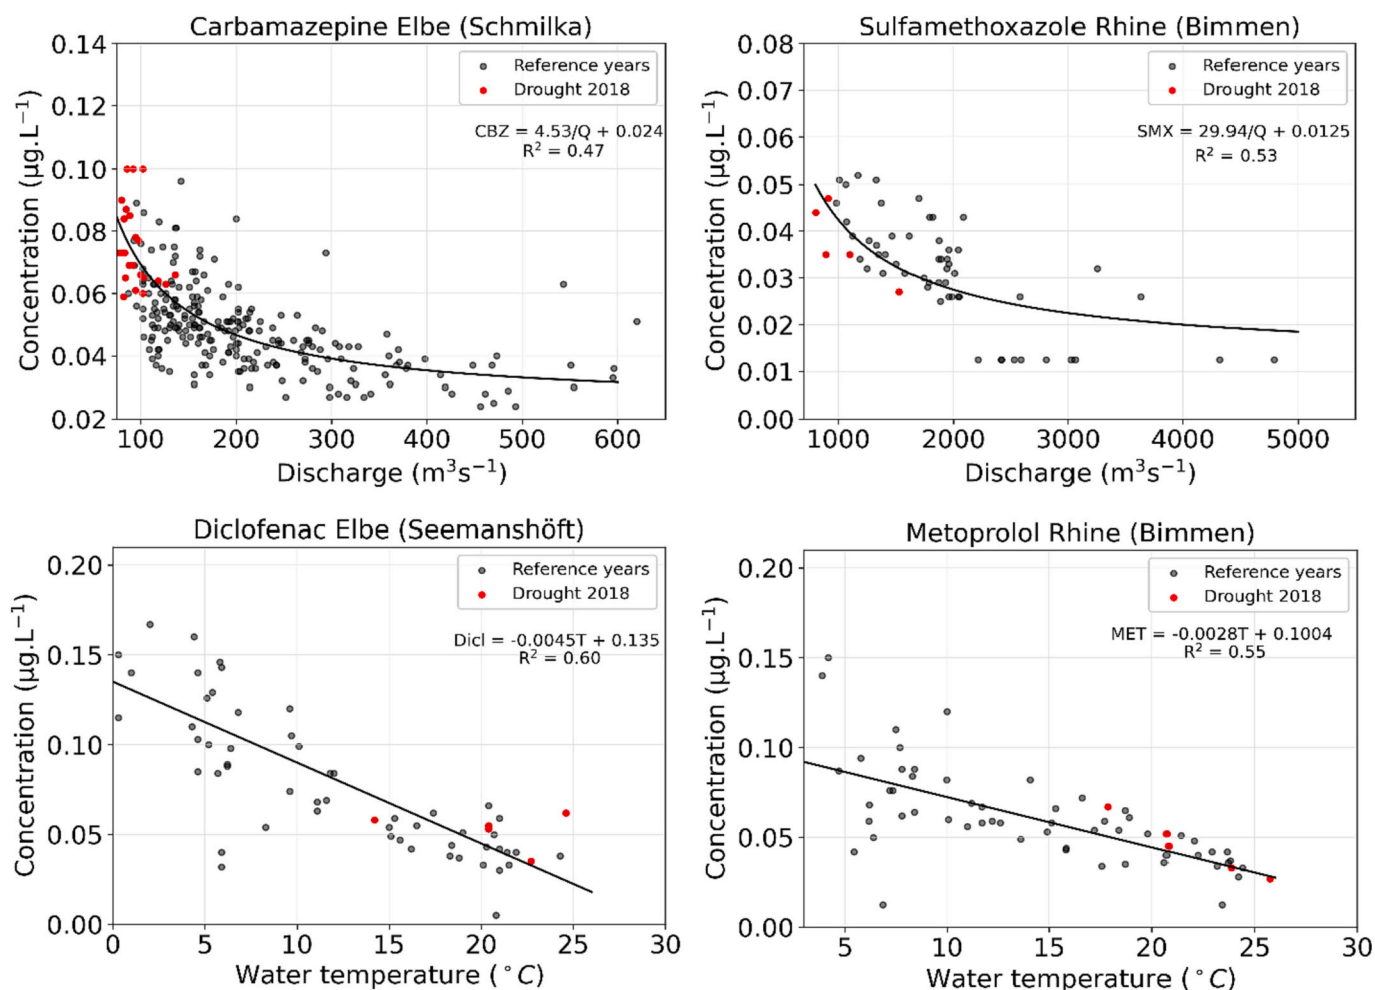 Carbamazepine Elbe (Schmilka)
0.14
0.12
0.10
0.08
0.06
0.04
0.02
Concentration (µg.L⁻¹)
Reference years
Drought 2018
CBZ = 4.53/Q + 0.024
R² = 0.47
100 200 300 400 500 600
Discharge (m³s⁻¹)
Sulfamethoxazole Rhine (Bimmen)
0.08
0.07
0.06
0.05
0.04
0.03
0.02
0.01
0.00
Concentration (µg.L⁻¹)
Reference years
Drought 2018
SMX = 29.94/Q + 0.0125
R² = 0.53
1000 2000 3000 4000 5000
Discharge (m³s⁻¹)
Diclofenac Elbe (Seemanshöft)
0.20
0.15
0.10
0.05
0.00
Concentration (µg.L⁻¹)
Reference years
Drought 2018
Dicl = -0.0045T + 0.135
R² = 0.60
0 5 10 15 20 25 30
Water temperature (°C)
Metoprolol Rhine (Bimmen)
0.20
0.15
0.10
0.05
0.00
Concentration (µg.L⁻¹)
Reference years
Drought 2018
MET = -0.0028T + 0.1004
R² = 0.55
5 10 15 20 25 30
Water temperature (°C)